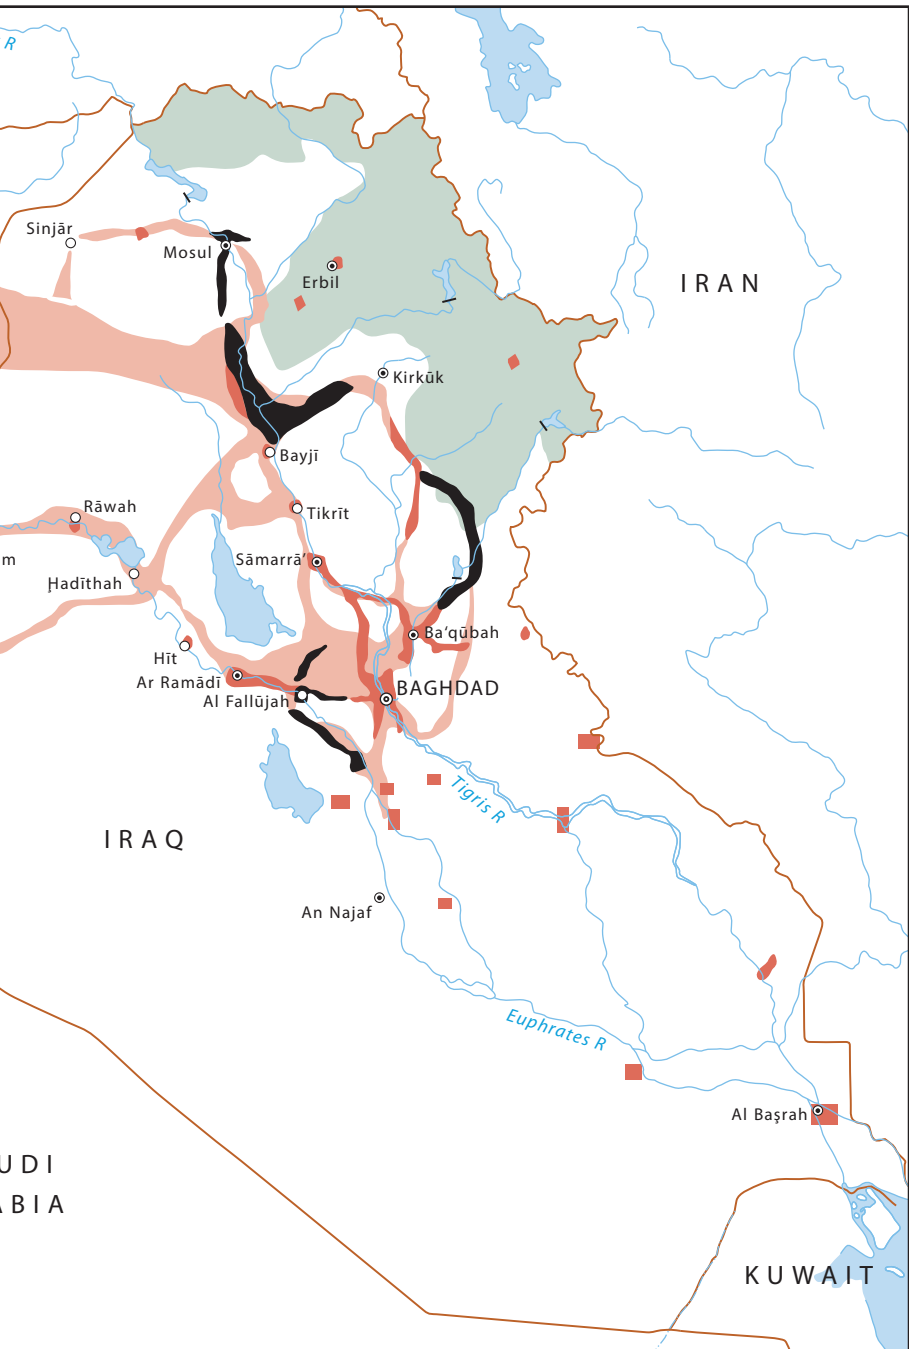 R
Sinjār
Mosul
IRAN
Erbil
Kirkūk
Bayjī
Rāwah
Tikrīt
m
Sāmarrā’
Ḩadīthah
Ba‘qūbah
Hīt
Ar Ramādī
BAGHDAD
Al Fallūjah
Tigris R
IRAQ
An Najaf
Euphrates R
Al Başrah
UDI
ABIA
KUWAIT